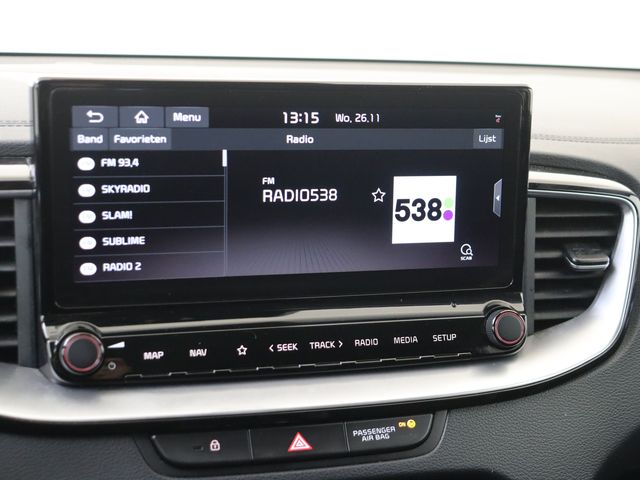 Menu 13:15 Wo, 26.11
Band Favorieten Radio Lijst
FM 93,4
SKYRADIO
SLAM!
SUBLIME
RADIO 2
FM
RADIO538
538
SCAN
MAP NAV < SEEK TRACK > RADIO MEDIA SETUP
PASSENGER
AIR BAG
ON